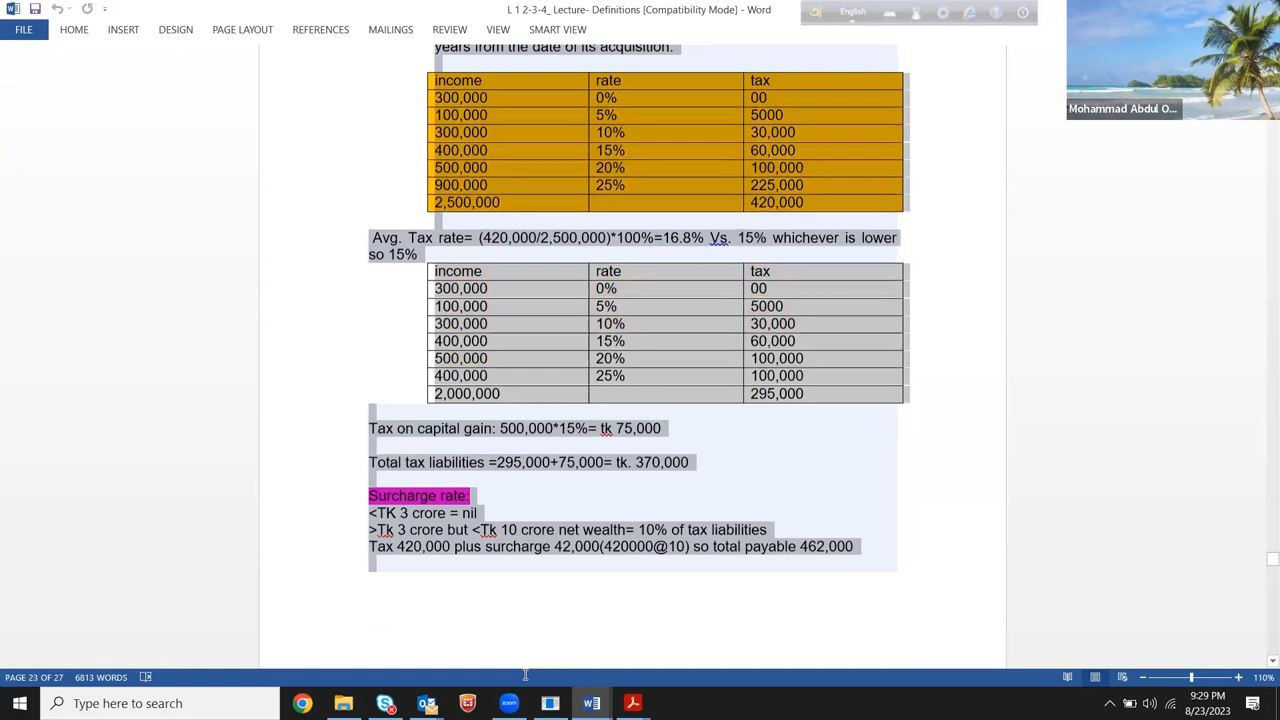 L 1 2-3-4_ Lecture- Definitions [Compatibility Mode] - Word
English
FILE HOME INSERT DESIGN PAGE LAYOUT REFERENCES MAILINGS REVIEW VIEW SMART VIEW
Mohammad Abdul O...
years from the date of its acquisition.
income rate tax
300,000 0% 00
100,000 5% 5000
300,000 10% 30,000
400,000 15% 60,000
500,000 20% 100,000
900,000 25% 225,000
2,500,000 420,000
Avg. Tax rate= (420,000/2,500,000)*100%=16.8% Vs. 15% whichever is lower
so 15%
income rate tax
300,000 0% 00
100,000 5% 5000
300,000 10% 30,000
400,000 15% 60,000
500,000 20% 100,000
400,000 25% 100,000
2,000,000 295,000
Tax on capital gain: 500,000*15%= tk 75,000
Total tax liabilities =295,000+75,000= tk. 370,000
Surcharge rate:
<TK 3 crore = nil
>Tk 3 crore but <Tk 10 crore net wealth= 10% of tax liabilities
Tax 420,000 plus surcharge 42,000(420000@10) so total payable 462,000
PAGE 23 OF 27 6813 WORDS 110%
Type here to search
zoom
9:29 PM
8/23/2023